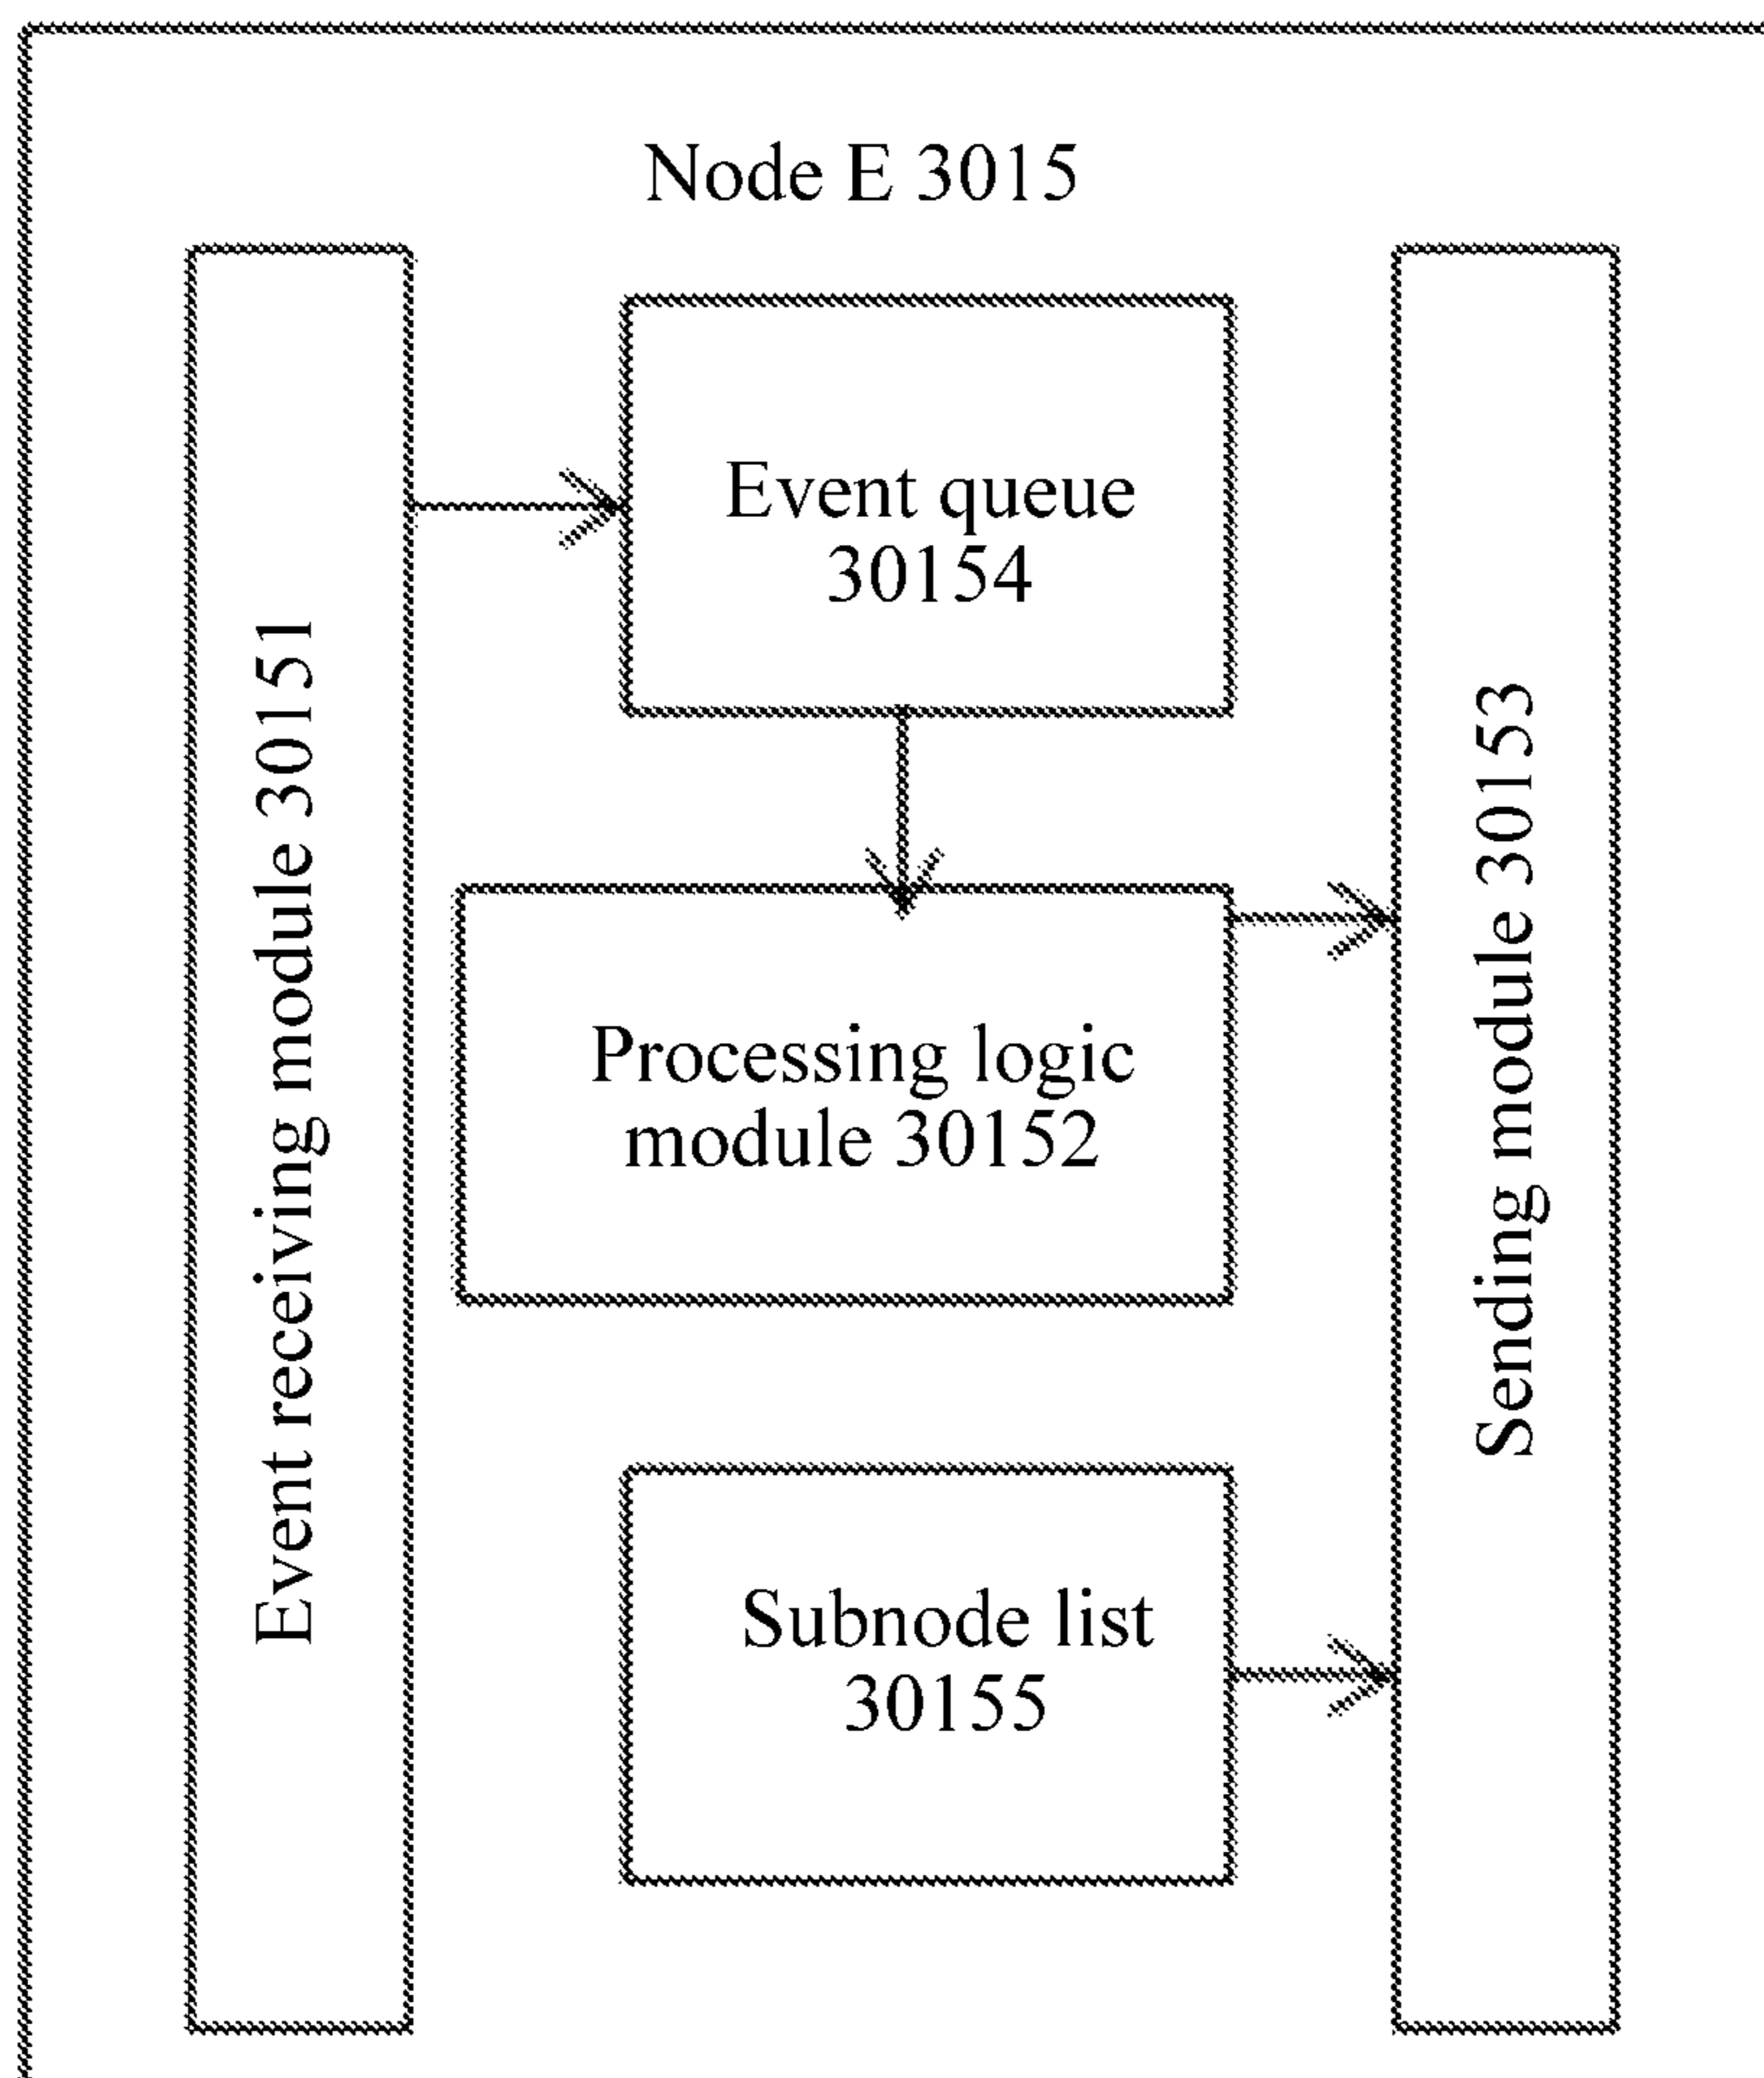 Node E 3015
Event receiving module 30151
Event queue
30154
Processing logic
module 30152
Subnode list
30155
Sending module 30153